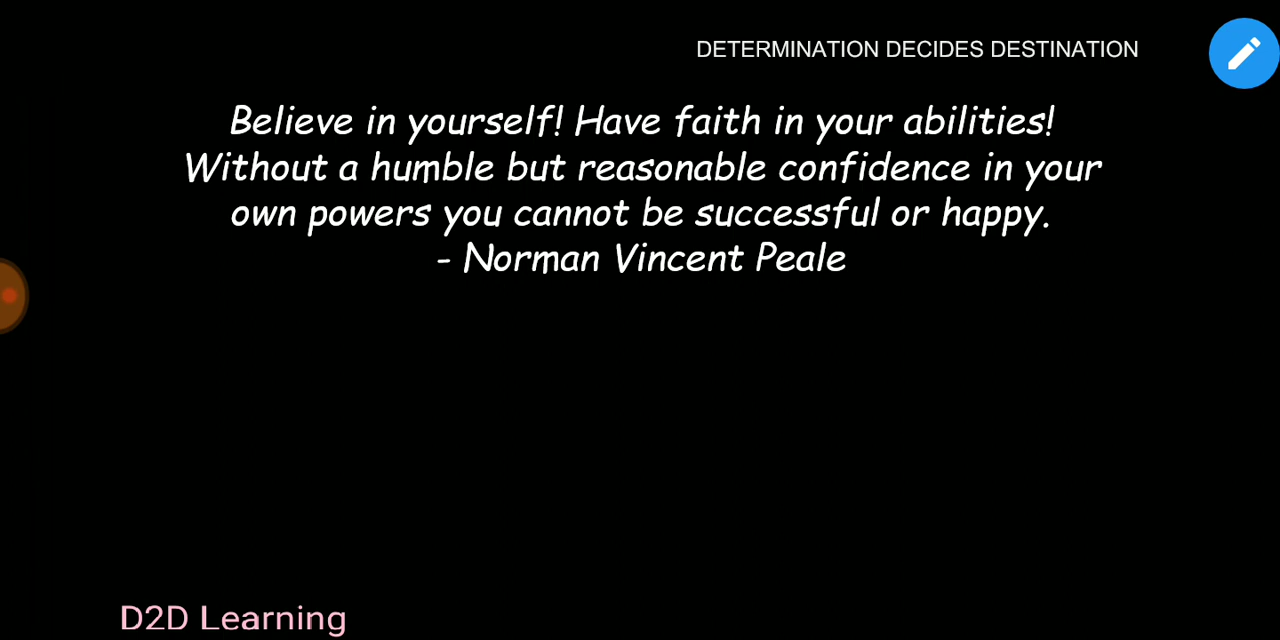 DETERMINATION DECIDES DESTINATION
Believe in yourself! Have faith in your abilities!
Without a humble but reasonable confidence in your
own powers you cannot be successful or happy.
- Norman Vincent Peale
D2D Learning